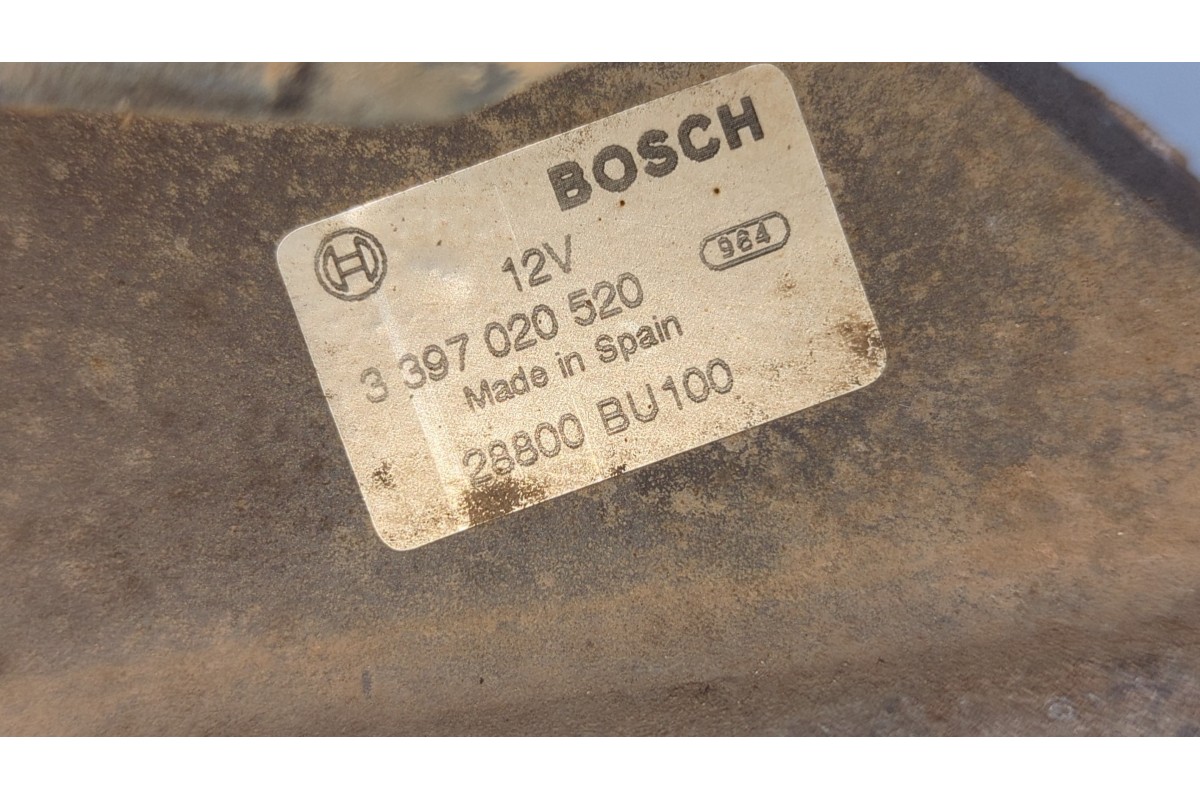 BOSCH
12V
984
3 397 020 520
Made in Spain
28800 BU100